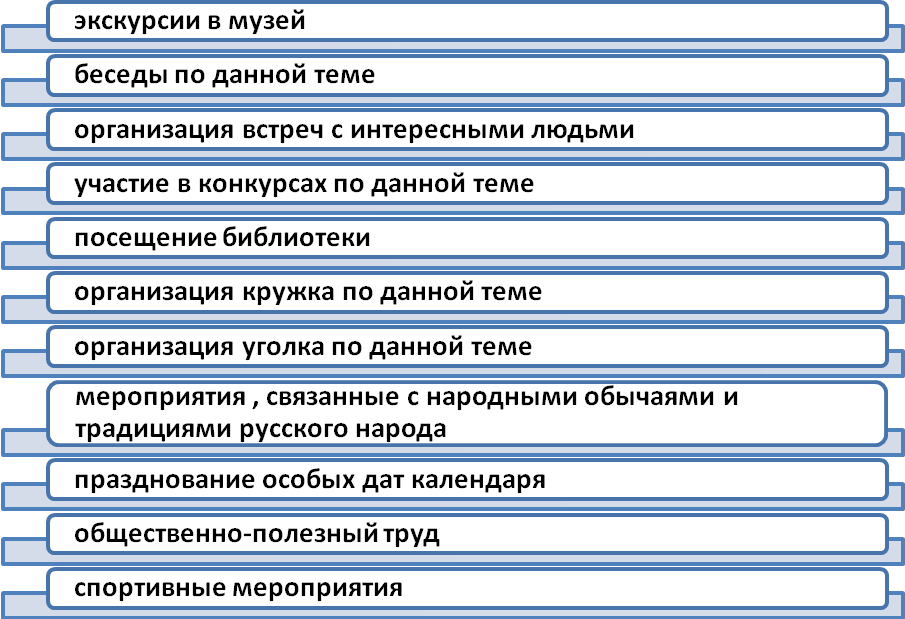 экскурсии в музей
беседы по данной теме
организация встреч с интересными людьми
участие в конкурсах по данной теме
посещение библиотеки
организация кружка по данной теме
организация уголка по данной теме
мероприятия , связанные с народными обычаями и
традициями русского народа
празднование особых дат календаря
общественно-полезный труд
спортивные мероприятия